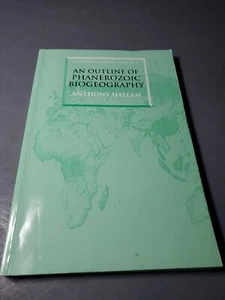 AN OUTLINE OF
PHANEROZOIC
BIOGEOGRAPHY
ANTHONY HALLAM